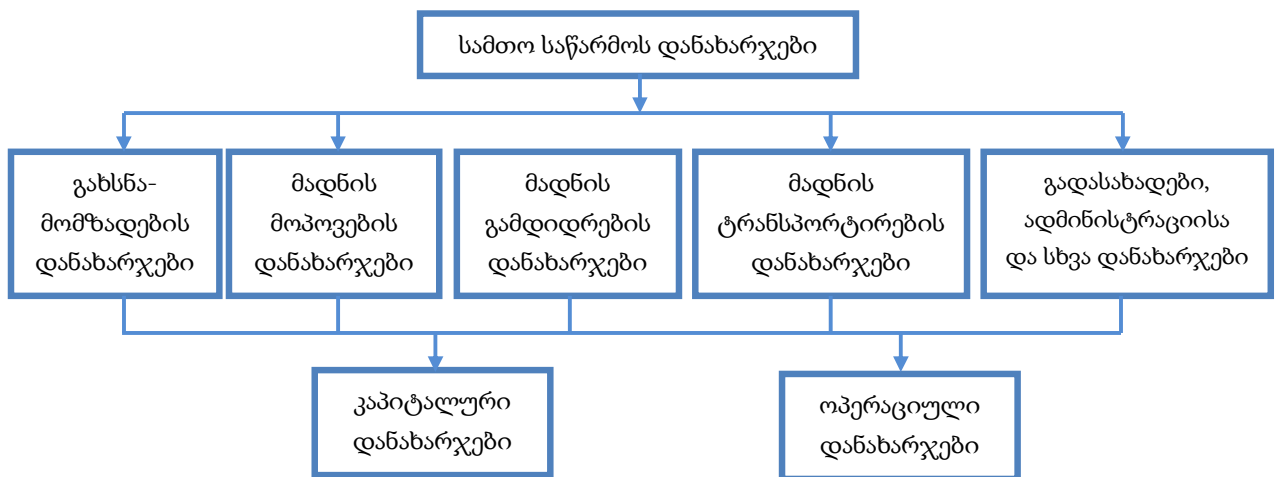 სამთო საწარმოს დანახარჯები
გახსნა-
მომზადების
დანახარჯები
მადნის
მოპოვების
დანახარჯები
მადნის
გამდიდრების
დანახარჯები
მადნის
ტრანსპორტირების
დანახარჯები
გადასახადები,
ადმინისტრაციისა
და სხვა დანახარჯები
კაპიტალური
დანახარჯები
ოპერაციული
დანახარჯები